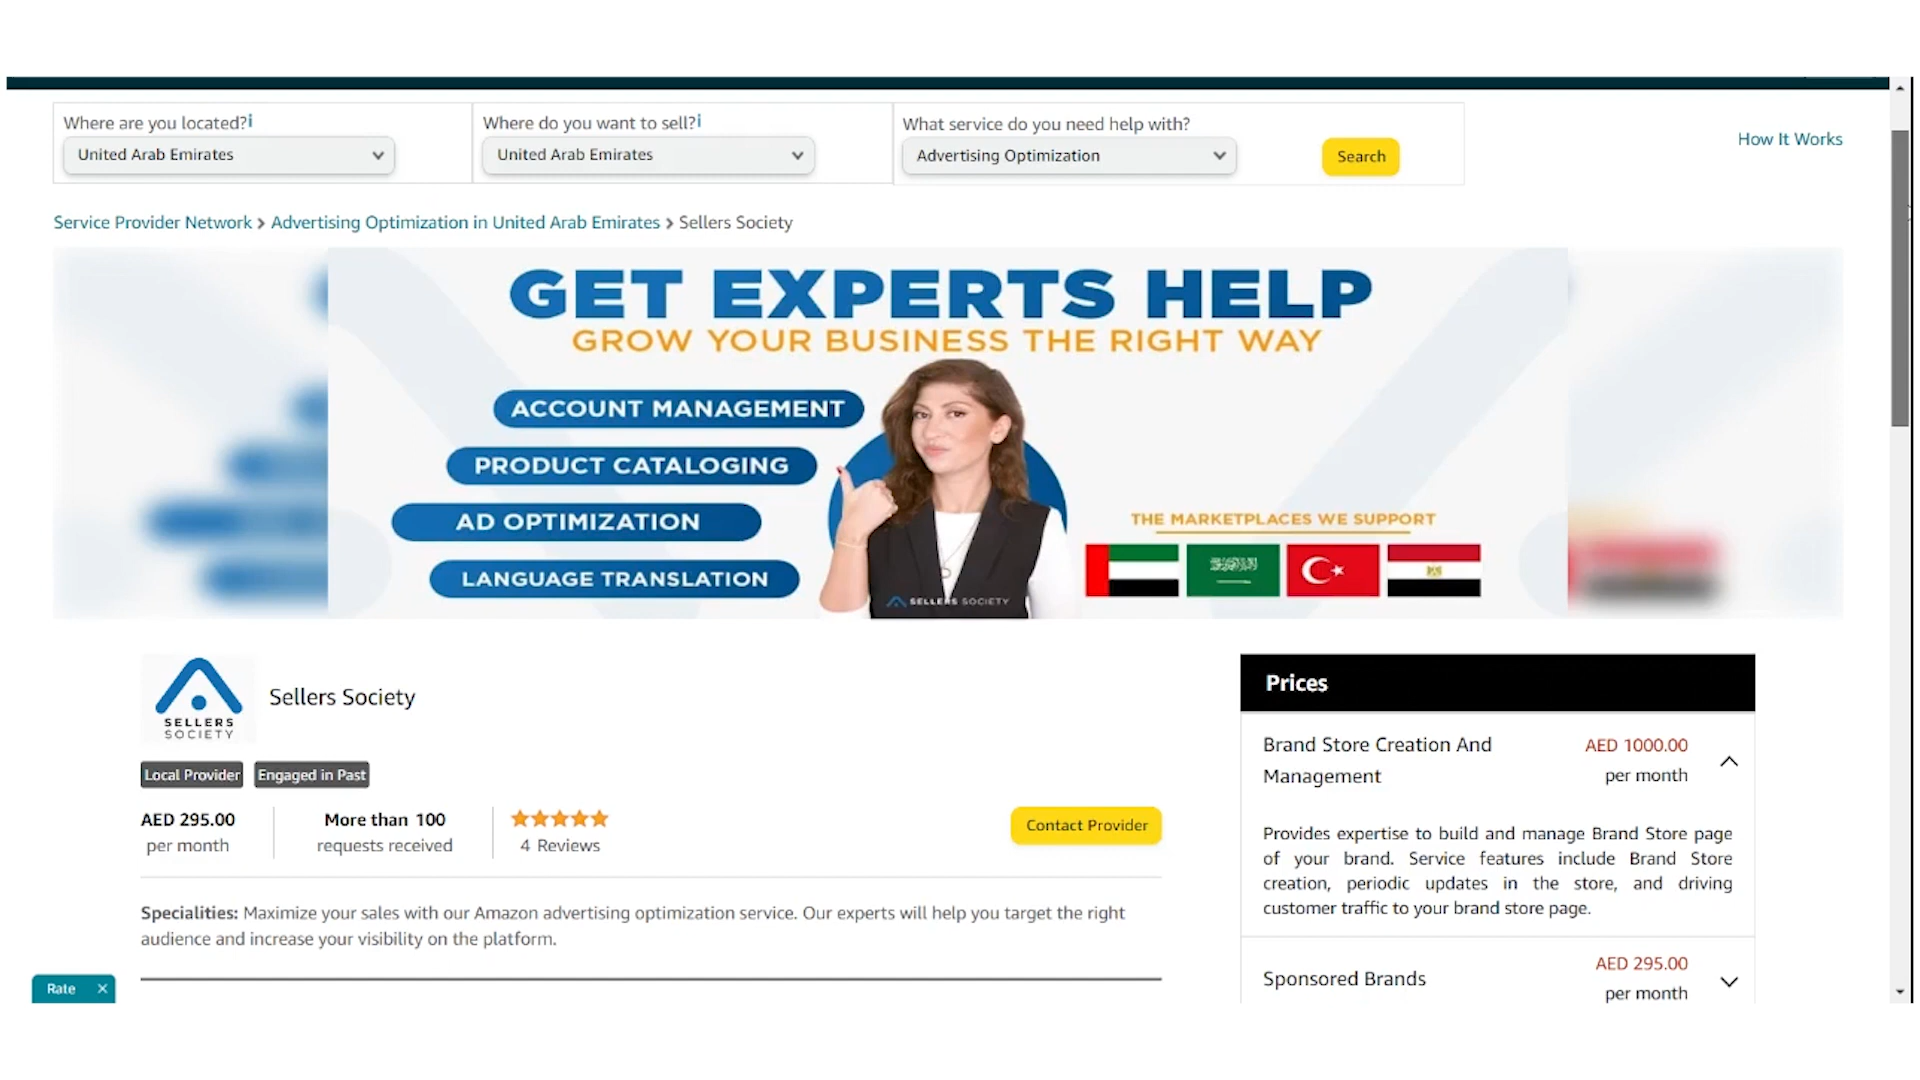 Where are you located?i
Where do you want to sell?i
What service do you need help with?
United Arab Emirates
United Arab Emirates
Advertising Optimization
Search
How It Works
Service Provider Network > Advertising Optimization in United Arab Emirates > Sellers Society
GET EXPERTS HELP
GROW YOUR BUSINESS THE RIGHT WAY
ACCOUNT MANAGEMENT
PRODUCT CATALOGING
AD OPTIMIZATION
LANGUAGE TRANSLATION
SELLERS SOCIETY
THE MARKETPLACES WE SUPPORT
SELLERS
SOCIETY
Sellers Society
Local Provider
Engaged in Past
AED 295.00
per month
More than 100
requests received
4 Reviews
Contact Provider
Specialities: Maximize your sales with our Amazon advertising optimization service. Our experts will help you target the right
audience and increase your visibility on the platform.
Prices
Brand Store Creation And
Management
AED 1000.00
per month
Provides expertise to build and manage Brand Store page
of your brand. Service features include Brand Store
creation, periodic updates in the store, and driving
customer traffic to your brand store page.
Sponsored Brands
AED 295.00
per month
Rate ×